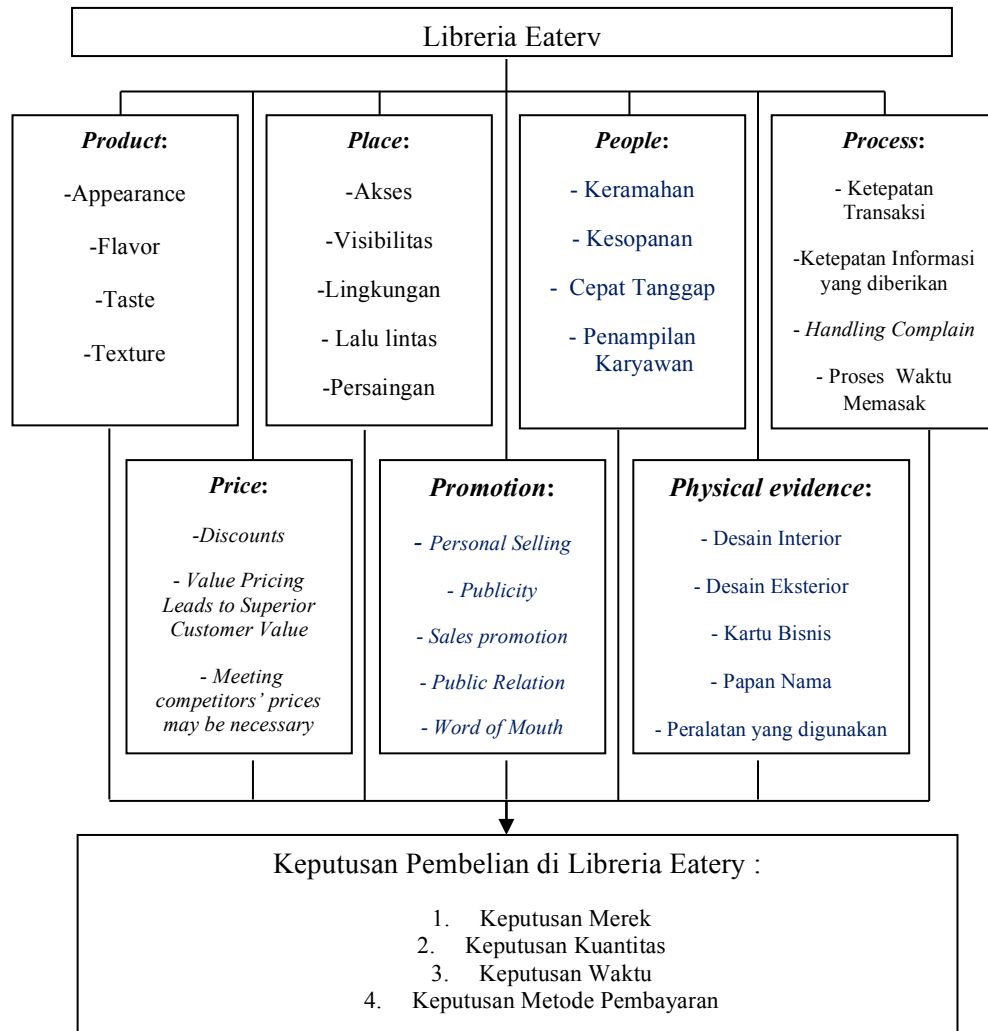 Libreria Eatery
Product:
-Appearance
-Flavor
-Taste
-Texture
Place:
-Akses
-Visibilitas
-Lingkungan
- Lalu lintas
-Persaingan
People:
- Keramahan
- Kesopanan
- Cepat Tanggap
- Penampilan
Karyawan
Process:
- Ketepatan
Transaksi
-Ketepatan Informasi
yang diberikan
- Handling Complain
- Proses Waktu
Memasak
Price:
-Discounts
- Value Pricing
Leads to Superior
Customer Value
- Meeting
competitors’ prices
may be necessary
Promotion:
- Personal Selling
- Publicity
- Sales promotion
- Public Relation
- Word of Mouth
Physical evidence:
- Desain Interior
- Desain Eksterior
- Kartu Bisnis
- Papan Nama
- Peralatan yang digunakan
Keputusan Pembelian di Libreria Eatery :
1. Keputusan Merek
2. Keputusan Kuantitas
3. Keputusan Waktu
4. Keputusan Metode Pembayaran